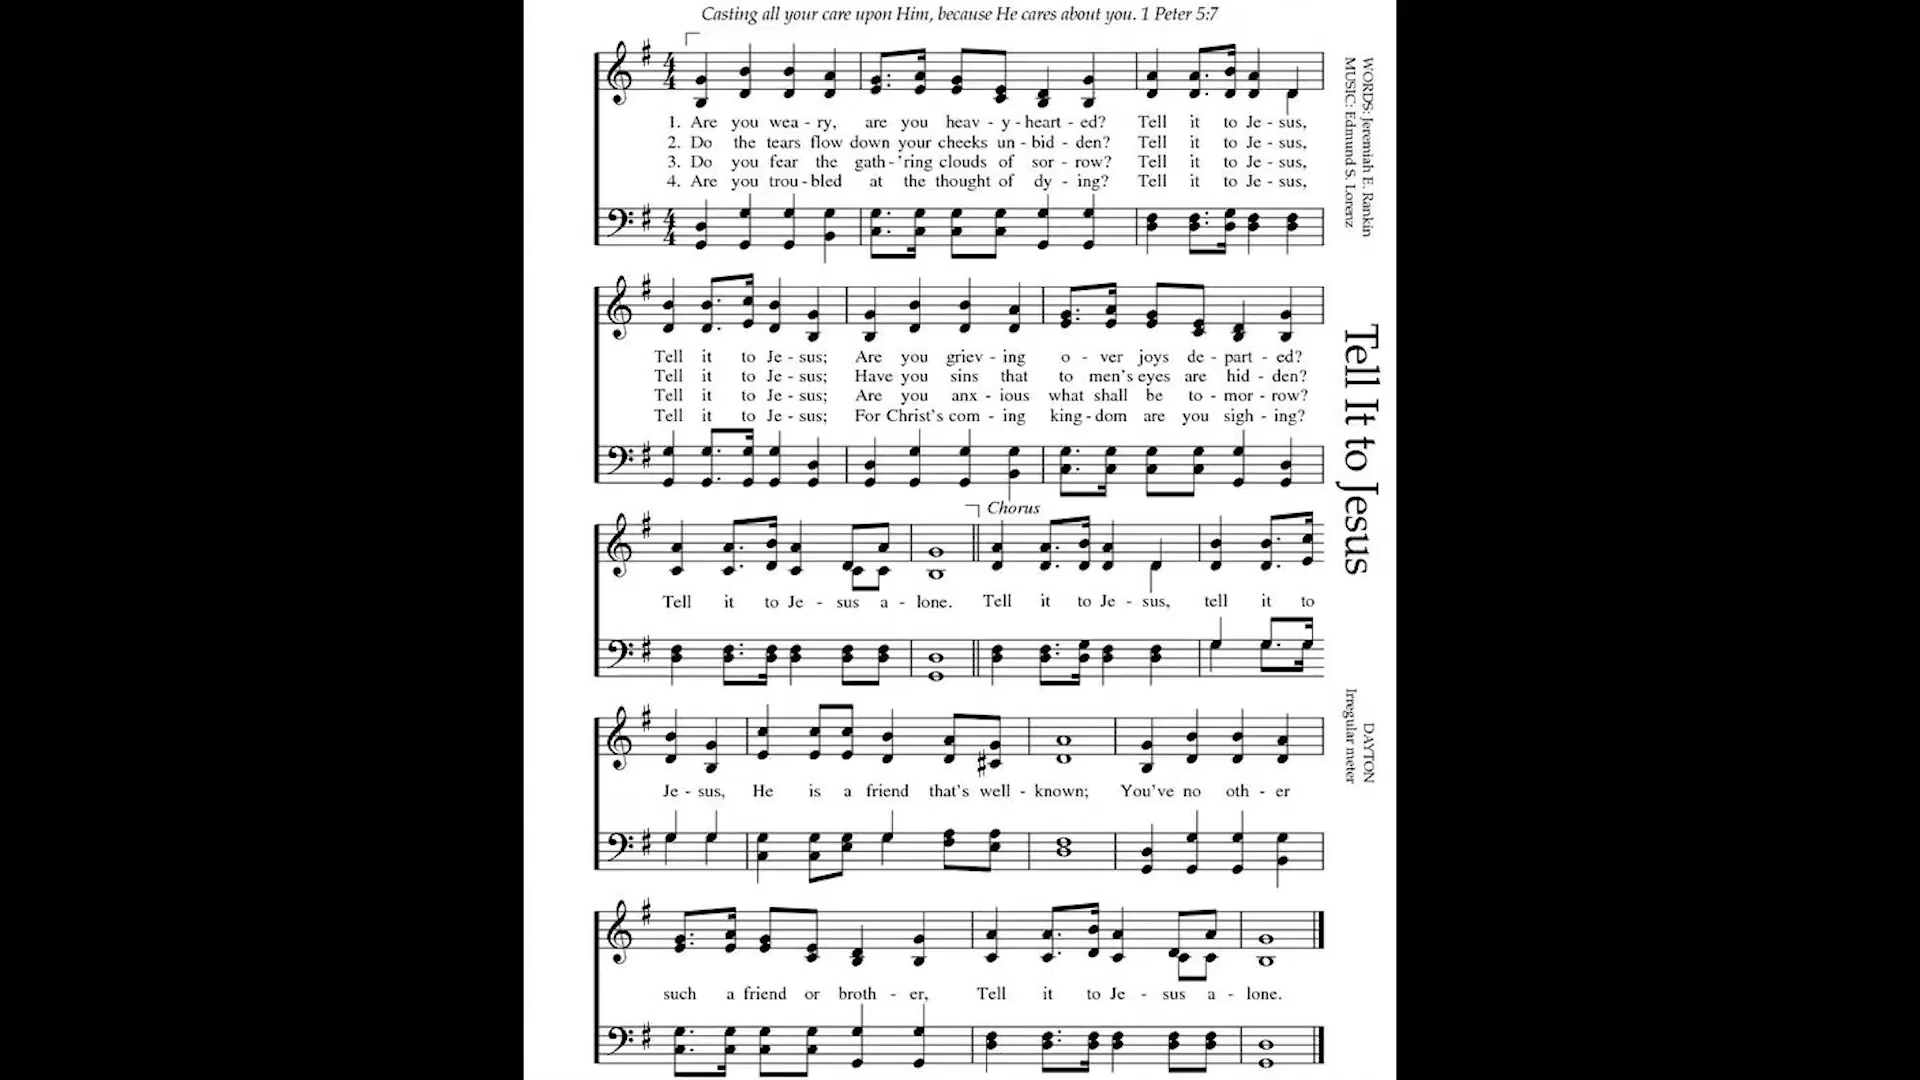 Casting all your care upon Him, because He cares about you. 1 Peter 5:7
WORDS: Jeremiah E. Rankin
MUSIC: Edmund S. Lorenz
Tell It to Jesus
DAYTON
Irregular meter
1. Are you wea - ry, are you heav - y - heart - ed? Tell it to Je - sus,
2. Do the tears flow down your cheeks un - bid - den? Tell it to Je - sus,
3. Do you fear the gath - 'ring clouds of sor - row? Tell it to Je - sus,
4. Are you trou - bled at the thought of dy - ing? Tell it to Je - sus,
Tell it to Je - sus; Are you griev - ing o - ver joys de - part - ed?
Tell it to Je - sus; Have you sins that to men's eyes are hid - den?
Tell it to Je - sus; Are you anx - ious what shall be to - mor - row?
Tell it to Je - sus; For Christ's com - ing king - dom are you sigh - ing?
Chorus
Tell it to Je - sus a - lone. Tell it to Je - sus, tell it to
Je - sus, He is a friend that's well - known; You've no oth - er
such a friend or broth - er, Tell it to Je - sus a - lone.